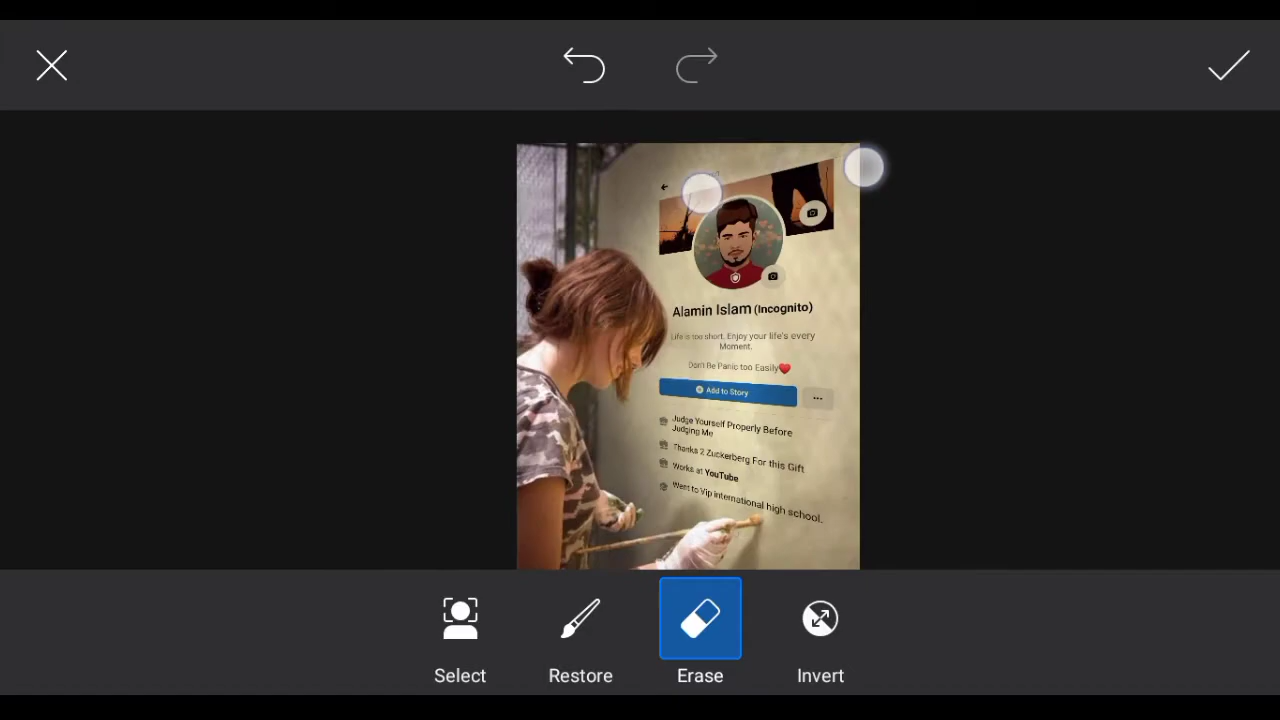 Alamin Islam (Incognito)
Life is too short, Enjoy your life's every
Moment.
Don't Be Panic too Easily❤️
Add to Story
Judge Yourself Properly Before
Judging Me
Thanks 2 Zuckerberg For this Gift
Works at YouTube
Went to Vip international high school.
Select Restore Erase Invert